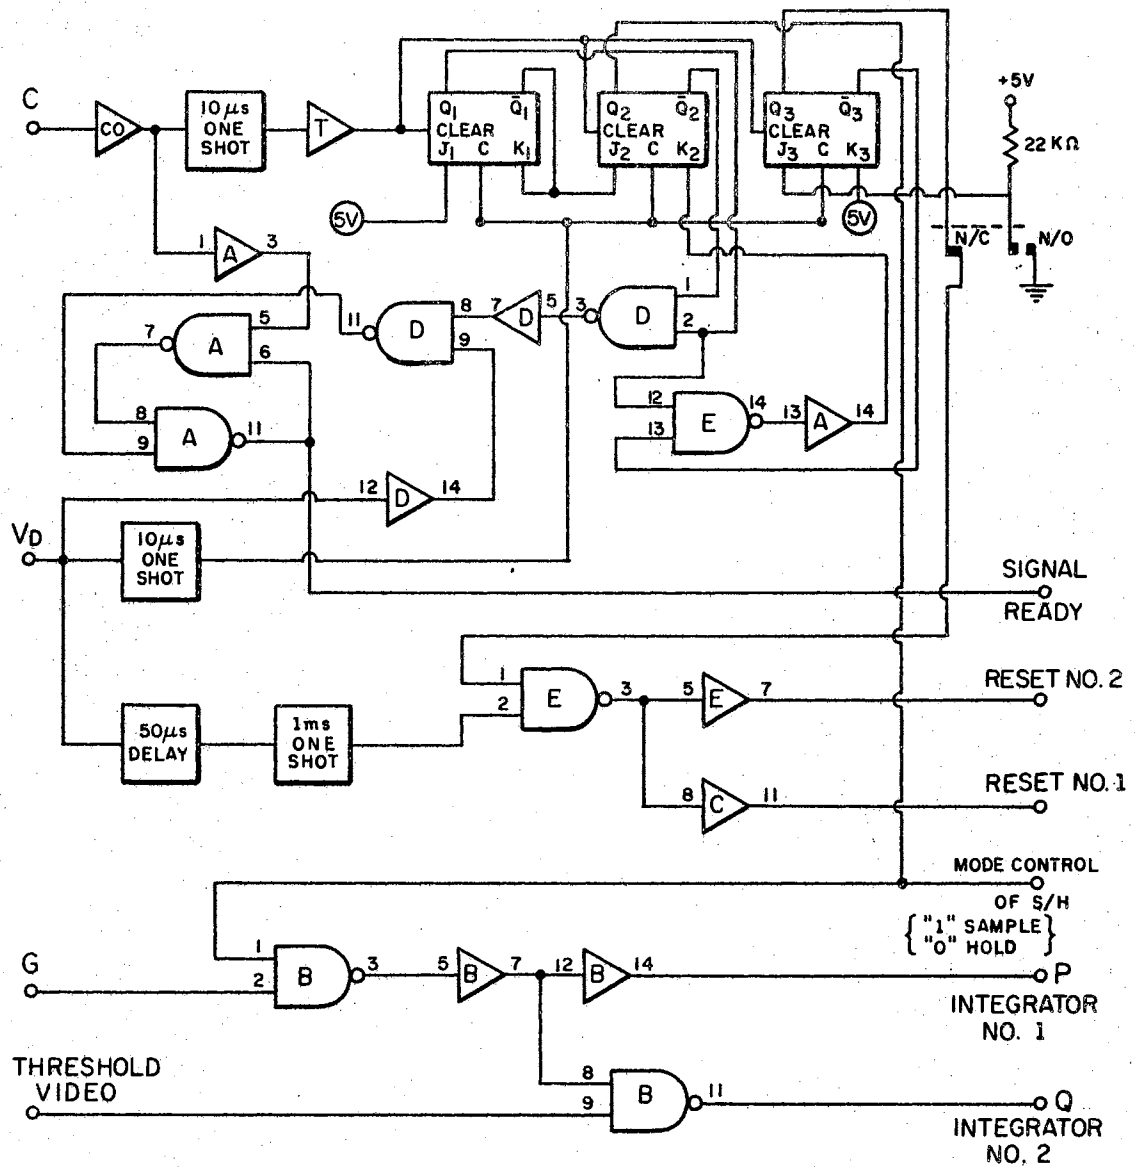 C
CO
10 µs
ONE
SHOT
T
Q1 Q̄1
CLEAR
J1 C K1
Q2 Q̄2
CLEAR
J2 C K2
Q3 Q̄3
CLEAR
J3 C K3
+5V
22 KΩ
5V
5V
N/C
N/O
1 A 3
5
7 A
6
8
A 11
9
11 D 8
9
7 D 5
3 D 1
2
12
E 14
13
13 A 14
12 D 14
VD
10µs
ONE
SHOT
SIGNAL
READY
50µs
DELAY
1ms
ONE
SHOT
1
E 3
2
5 E 7
RESET NO. 2
8 C 11
RESET NO. 1
MODE CONTROL
OF S/H
{ "1" SAMPLE }
{ "0" HOLD }
G
1
B 3
2
5 B 7
12 B 14
P
INTEGRATOR
NO. 1
THRESHOLD
VIDEO
8
B 11
9
Q
INTEGRATOR
NO. 2